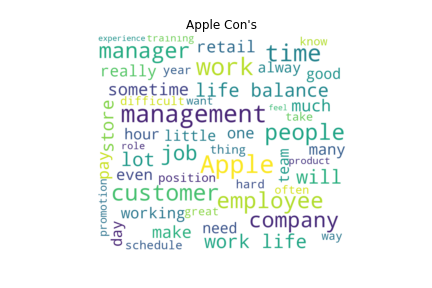 Apple Con's
experience training know
manager retail time
really year work alway good
sometime life balance
difficult want feel much
management take
store hour little one people
role thing many
pay lot job Apple team product
even position will
customer hard often
promotion employee
working great company
day make need way
schedule work life